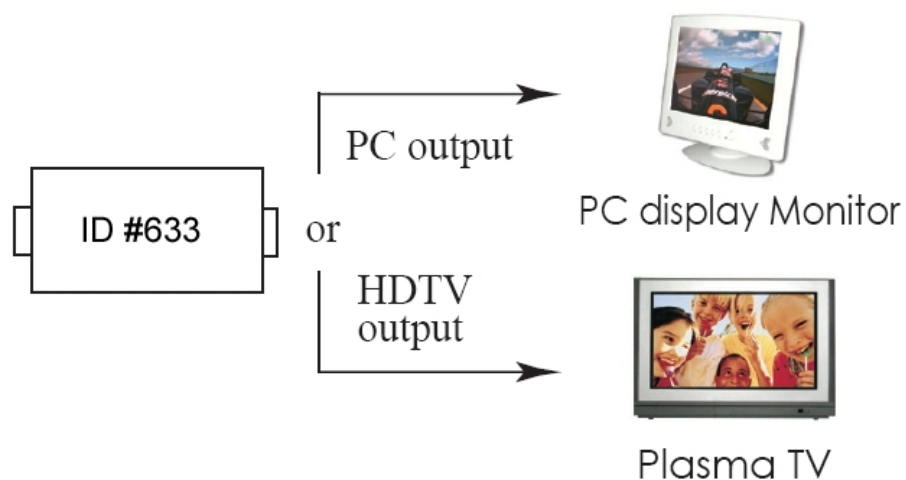 PC output
PC display Monitor
ID #633
or
HDTV
output
Plasma TV